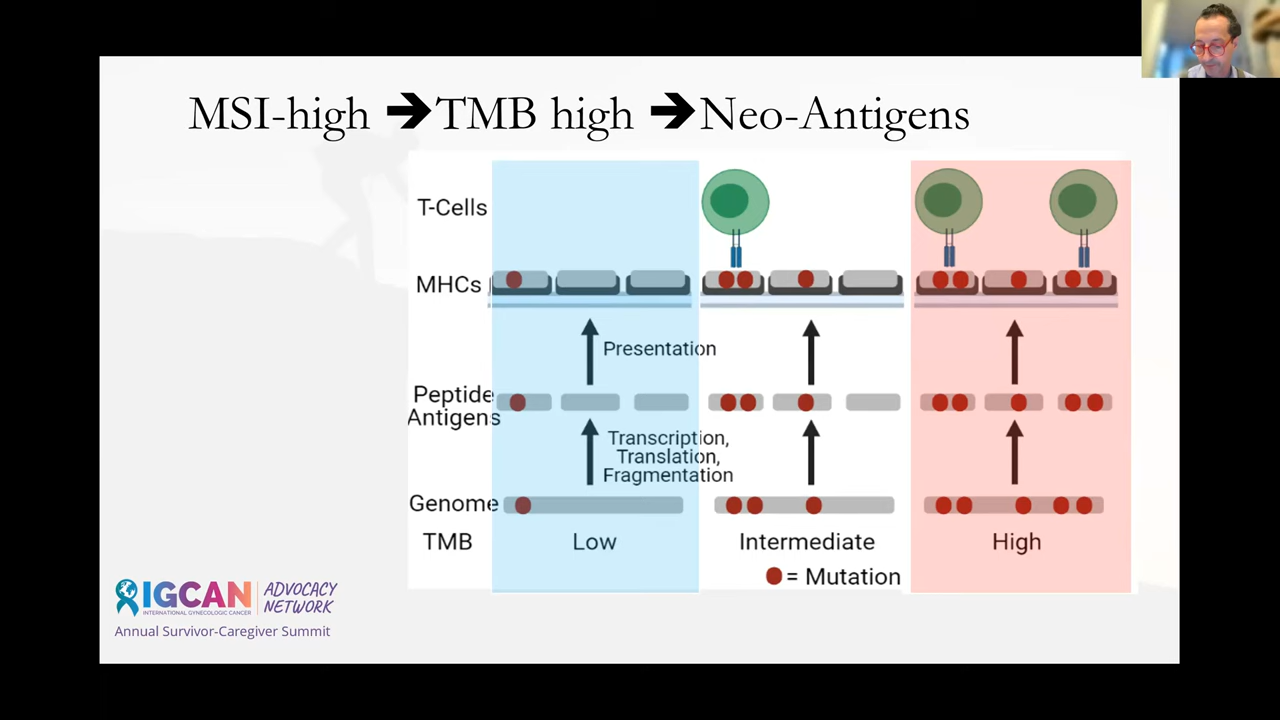 MSI-high ➔TMB high ➔Neo-Antigens
T-Cells
MHCs
Presentation
Peptide
Antigens
Transcription,
Translation,
Fragmentation
Genome
TMB Low Intermediate High
= Mutation
IGCAN ADVOCACY NETWORK
INTERNATIONAL GYNECOLOGIC CANCER
Annual Survivor-Caregiver Summit